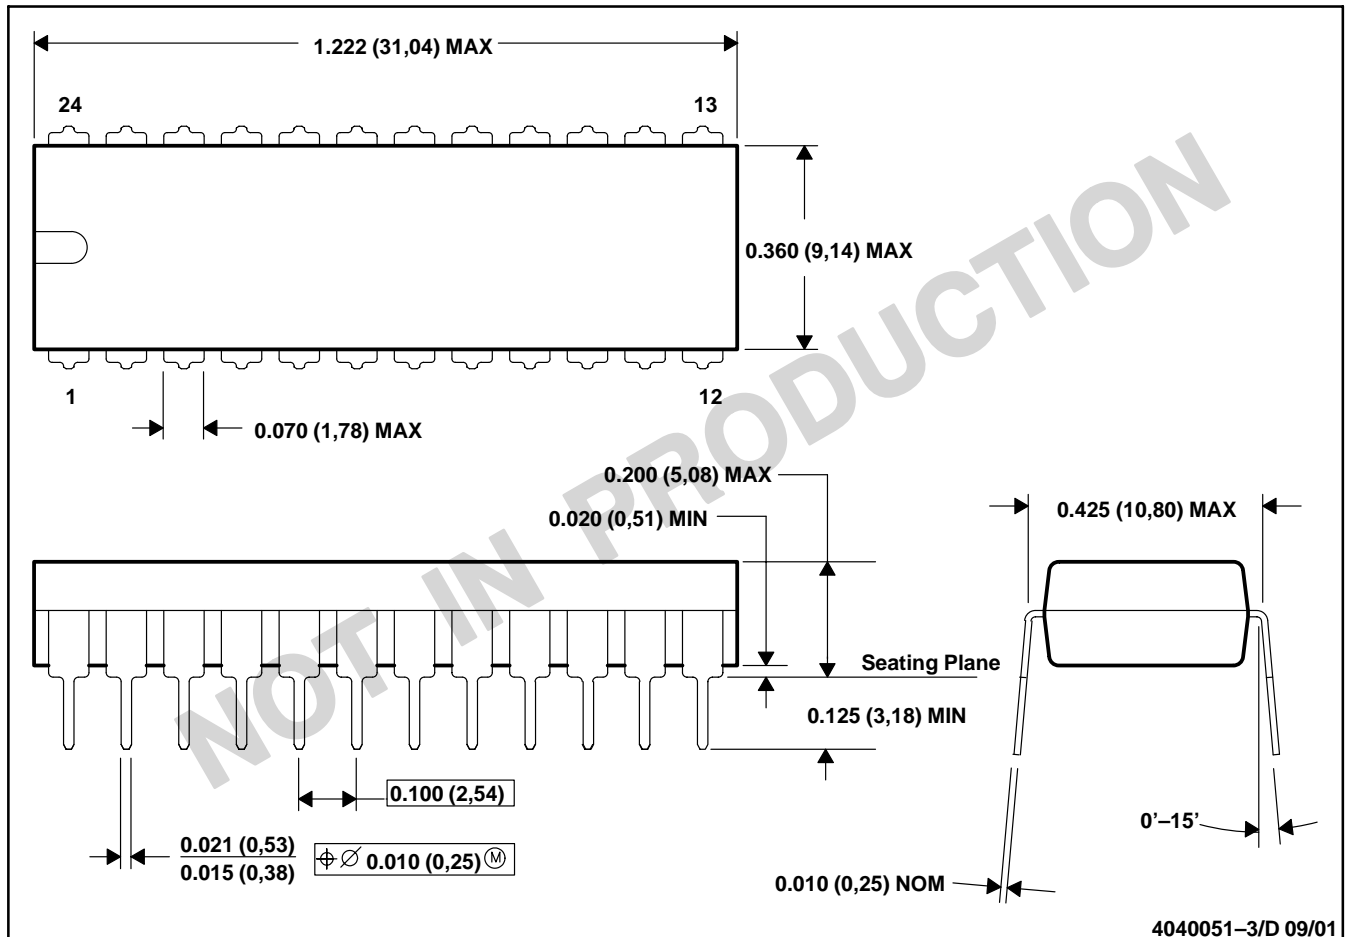 1.222 (31,04) MAX
24
13
0.360 (9,14) MAX
1
12
0.070 (1,78) MAX
0.200 (5,08) MAX
0.020 (0,51) MIN
0.425 (10,80) MAX
Seating Plane
0.125 (3,18) MIN
0.100 (2,54)
0.021 (0,53)
0.015 (0,38)
⌖ ∅ 0.010 (0,25) Ⓜ
0'–15'
0.010 (0,25) NOM
NOT IN PRODUCTION
4040051–3/D 09/01